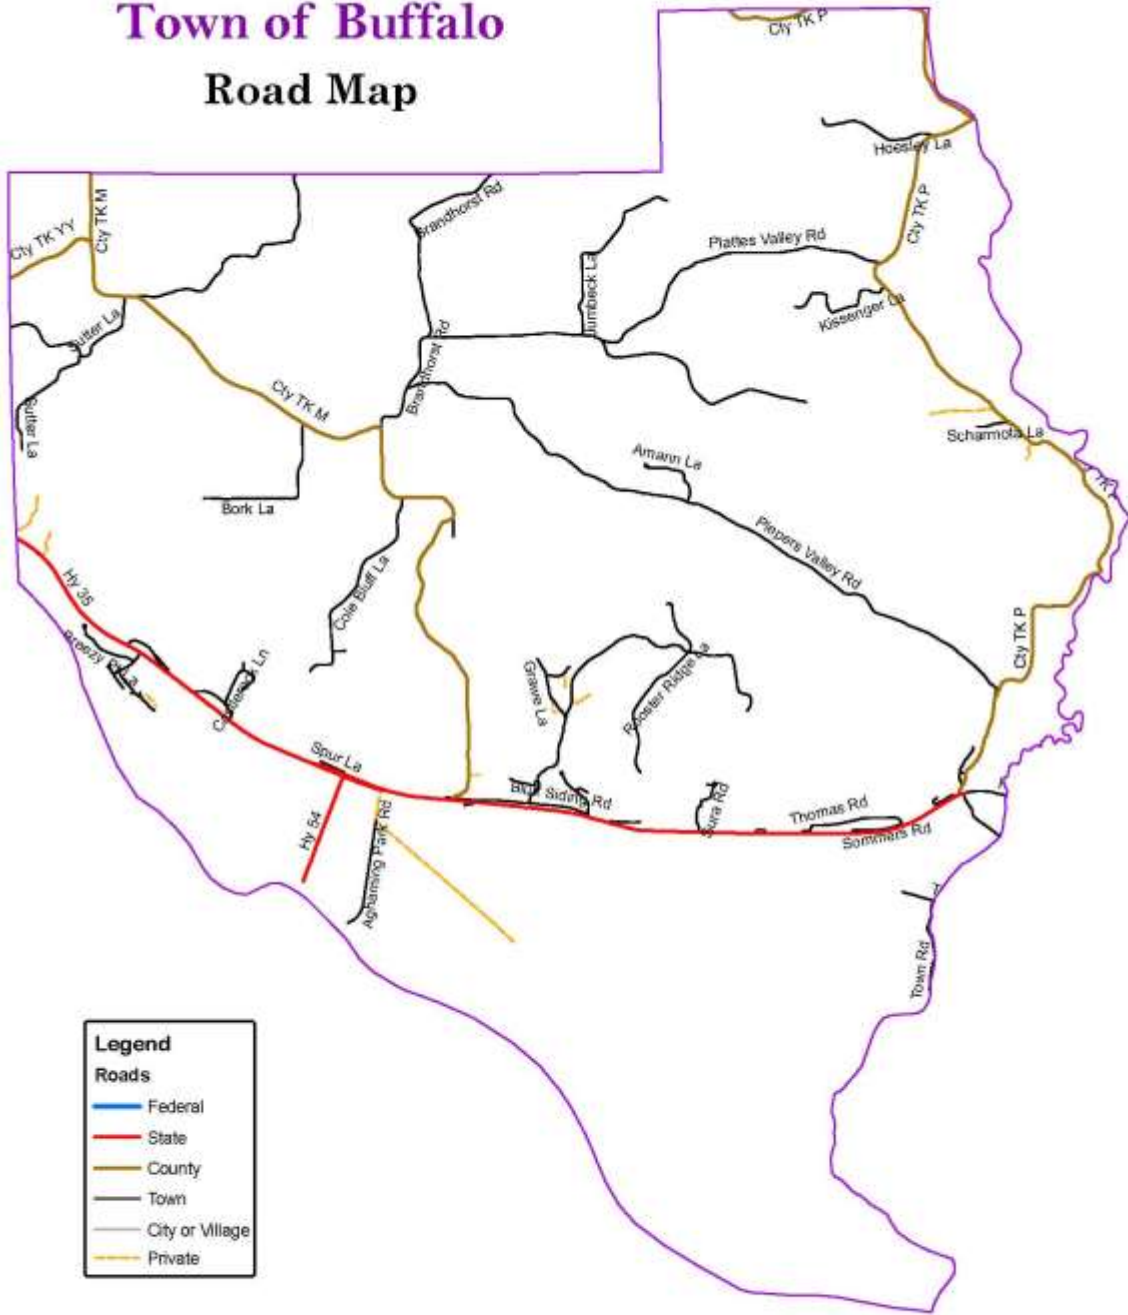 Town of Buffalo
Road Map
Cty TK P
Hoesley La
Cty TK M
Cty TK YY
Brandhorst Rd
Cty TK P
Plattes Valley Rd
Jumbeck La
Kissenger La
Sutter La
Brandhorst Rd
Cty TK M
Sutter La
Scharmota La
Amann La
Bork La
Piepers Valley Rd
Cole Bluff La
Hy 35
Cty TK P
Breezy
La
Ln
Grawe La
Rooster Ridge La
Spur La
Siding Rd
Sura Rd
Thomas Rd
Sommers Rd
Hy 54
Aghaming Park Rd
Town Rd
Legend
Roads
Federal
State
County
Town
City or Village
Private